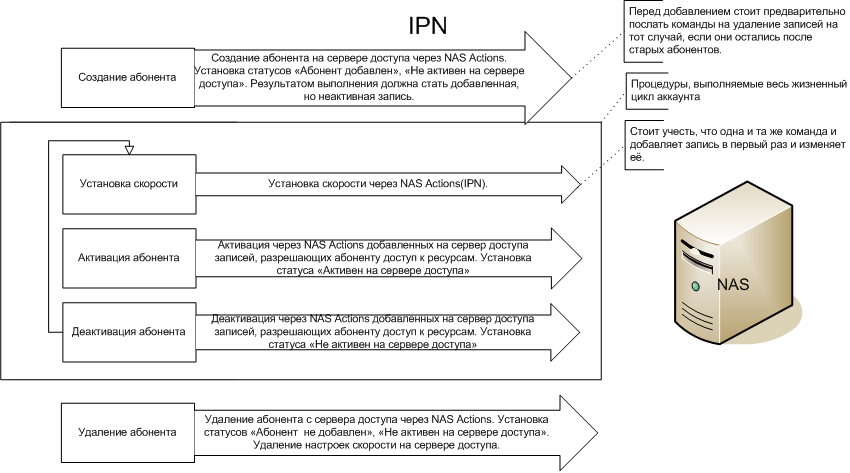 IPN
Перед добавлением стоит предварительно
послать команды на удаление записей на
тот случай, если они остались после
старых абонентов.
Создание абонента
Создание абонента на сервере доступа через NAS Actions.
Установка статусов «Абонент добавлен», «Не активен на сервере
доступа». Результатом выполнения должна стать добавленная,
но неактивная запись.
Процедуры, выполняемые весь жизненный
цикл аккаунта
Стоит учесть, что одна и та же команда и
добавляет запись в первый раз и изменяет
её.
Установка скорости
Установка скорости через NAS Actions(IPN).
Активация абонента
Активация через NAS Actions добавленных на сервер доступа
записей, разрешающих абоненту доступ к ресурсам. Установка
статуса «Активен на сервере доступа»
NAS
Деактивация абонента
Деактивация через NAS Actions добавленных на сервер доступа
записей, разрешающих абоненту доступ к ресурсам. Установка
статуса «Не активен на сервере доступа»
Удаление абонента
Удаление абонента с сервера доступа через NAS Actions. Установка
статусов «Абонент  не добавлен», «Не активен на сервере доступа».
Удаление настроек скорости на сервере доступа.